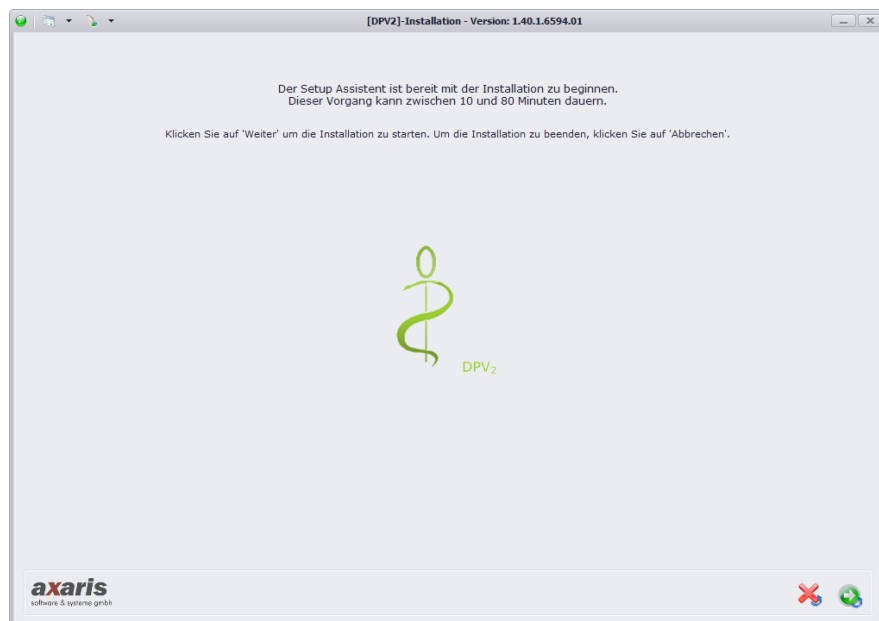 [DPV2]-Installation - Version: 1.40.1.6594.01
Der Setup Assistent ist bereit mit der Installation zu beginnen.
Dieser Vorgang kann zwischen 10 und 80 Minuten dauern.
Klicken Sie auf 'Weiter' um die Installation zu starten. Um die Installation zu beenden, klicken Sie auf 'Abbrechen'.
DPV₂
axaris
software & systeme gmbh